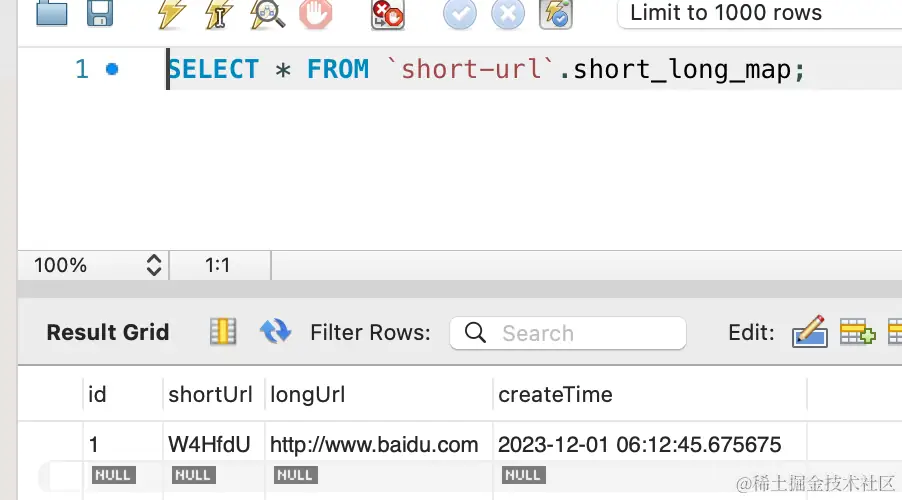 Limit to 1000 rows
1 SELECT * FROM `short-url`.short_long_map;
100% 1:1
Result Grid Filter Rows: Search Edit:
id shortUrl longUrl createTime
1 W4HfdU http://www.baidu.com 2023-12-01 06:12:45.675675
NULL NULL NULL NULL
@稀土掘金技术社区